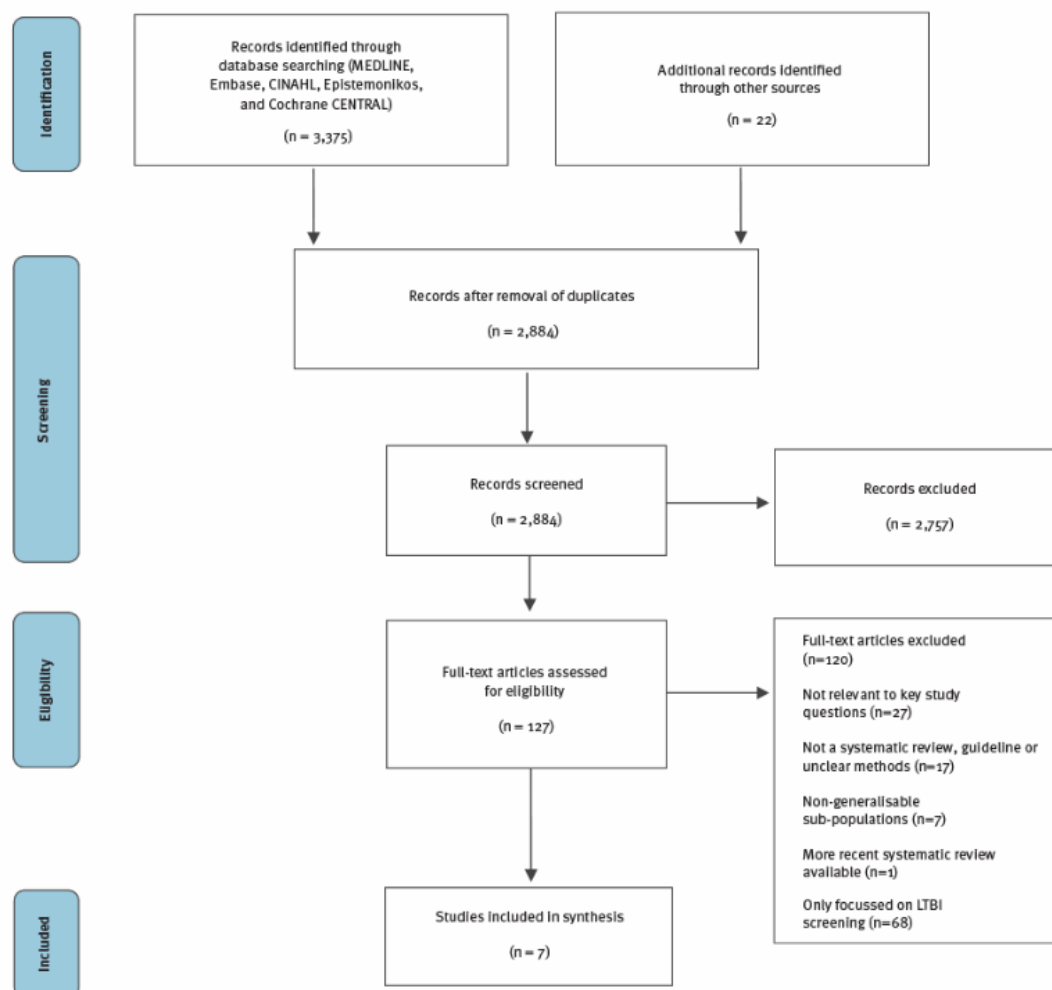 Identification
Records identified through
database searching (MEDLINE,
Embase, CINAHL, Epistemonikos,
and Cochrane CENTRAL)
(n = 3,375)
Additional records identified
through other sources
(n = 22)
Screening
Records after removal of duplicates
(n = 2,884)
Records screened
(n = 2,884)
Records excluded
(n = 2,757)
Eligibility
Full-text articles assessed
for eligibility
(n = 127)
Full-text articles excluded
(n=120)
Not relevant to key study
questions (n=27)
Not a systematic review, guideline or
unclear methods (n=17)
Non-generalisable
sub-populations (n=7)
More recent systematic review
available (n=1)
Only focussed on LTBI
screening (n=68)
Included
Studies included in synthesis
(n = 7)